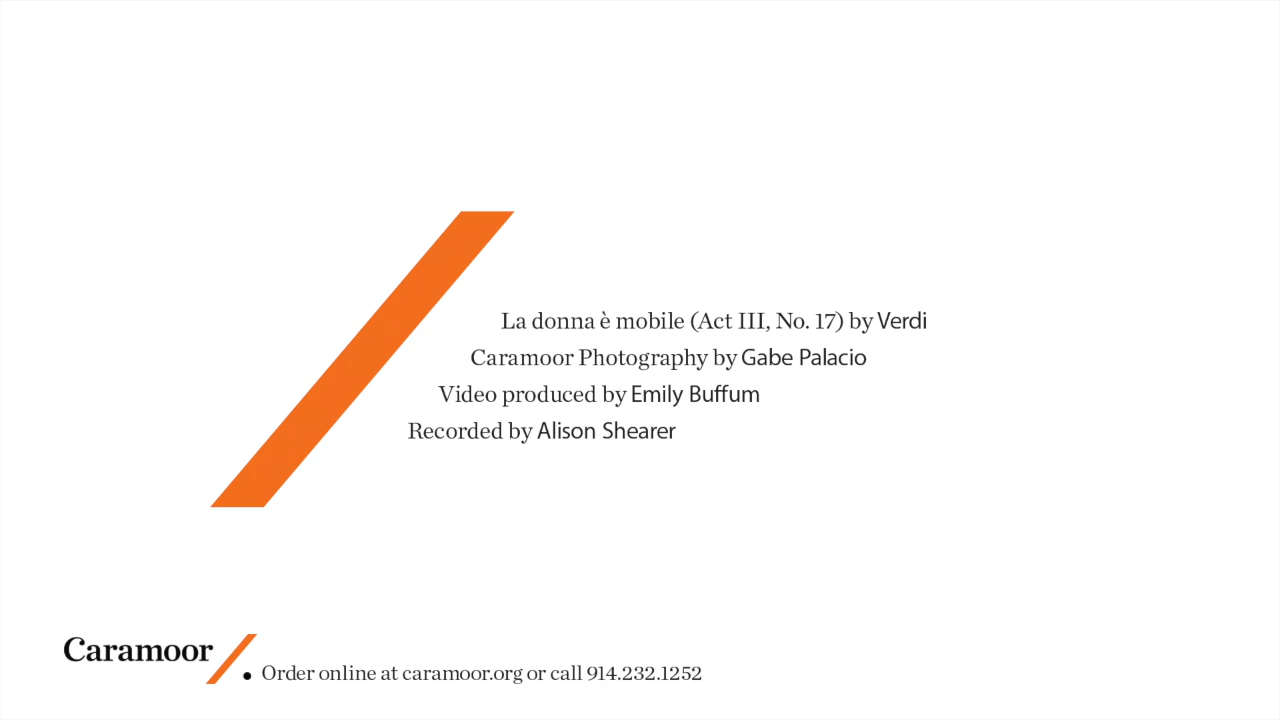 La donna è mobile (Act III, No. 17) by Verdi
Caramoor Photography by Gabe Palacio
Video produced by Emily Buffum
Recorded by Alison Shearer
Caramoor
• Order online at caramoor.org or call 914.232.1252